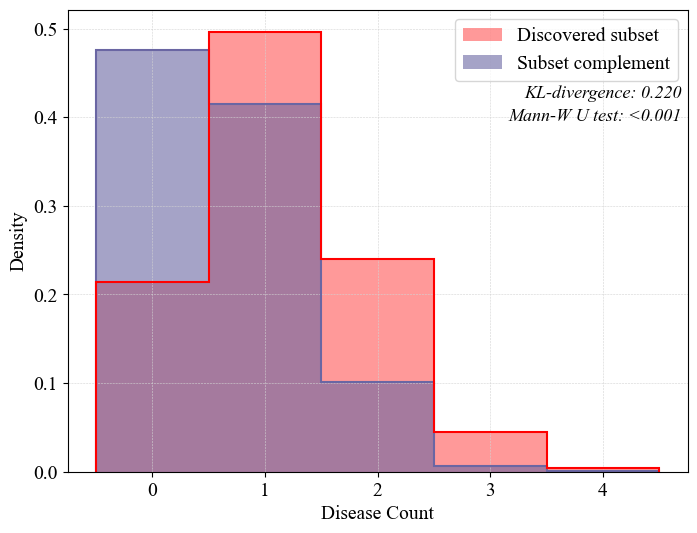 0.5
0.4
0.3
0.2
0.1
0.0
Density
Discovered subset
Subset complement
KL-divergence: 0.220
Mann-W U test: <0.001
0 1 2 3 4
Disease Count